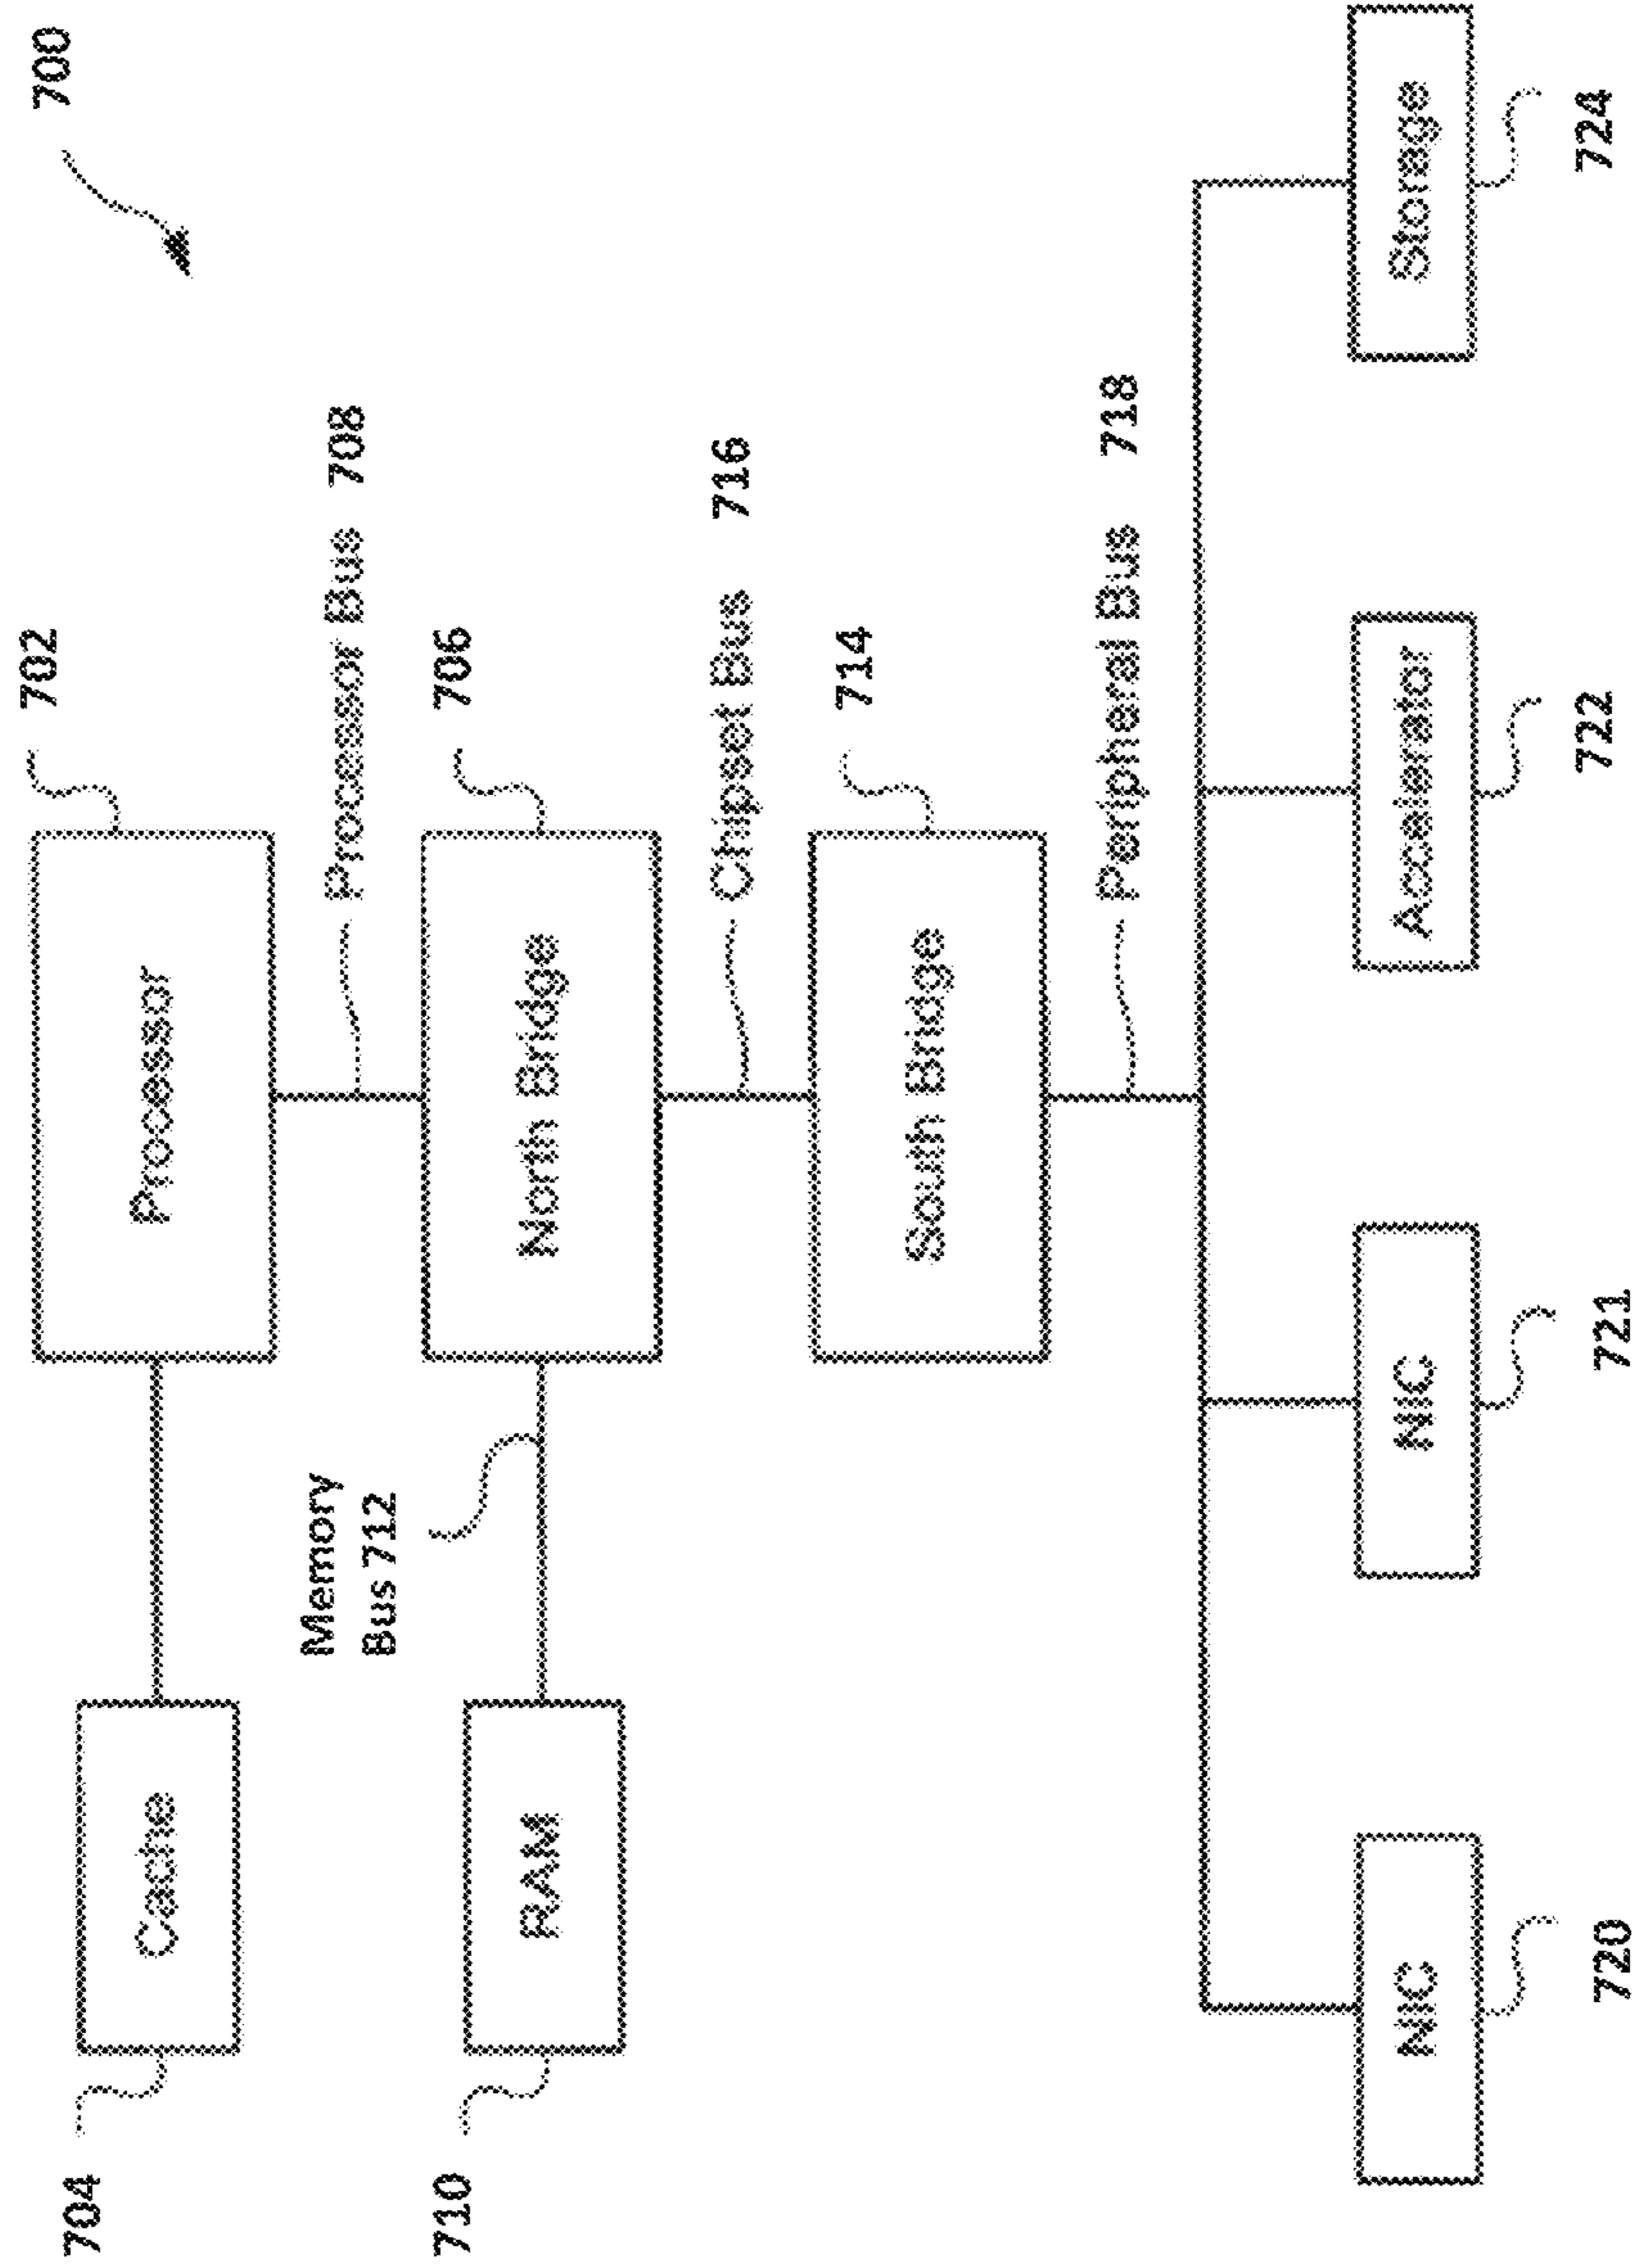 700
702
Processor
Cache
704
Processor Bus 708
706
North Bridge
Memory
Bus 712
RAM
710
Chipset Bus 716
714
South Bridge
Peripheral Bus 718
NIC
720
NIC
721
Accelerator
722
Storage
724